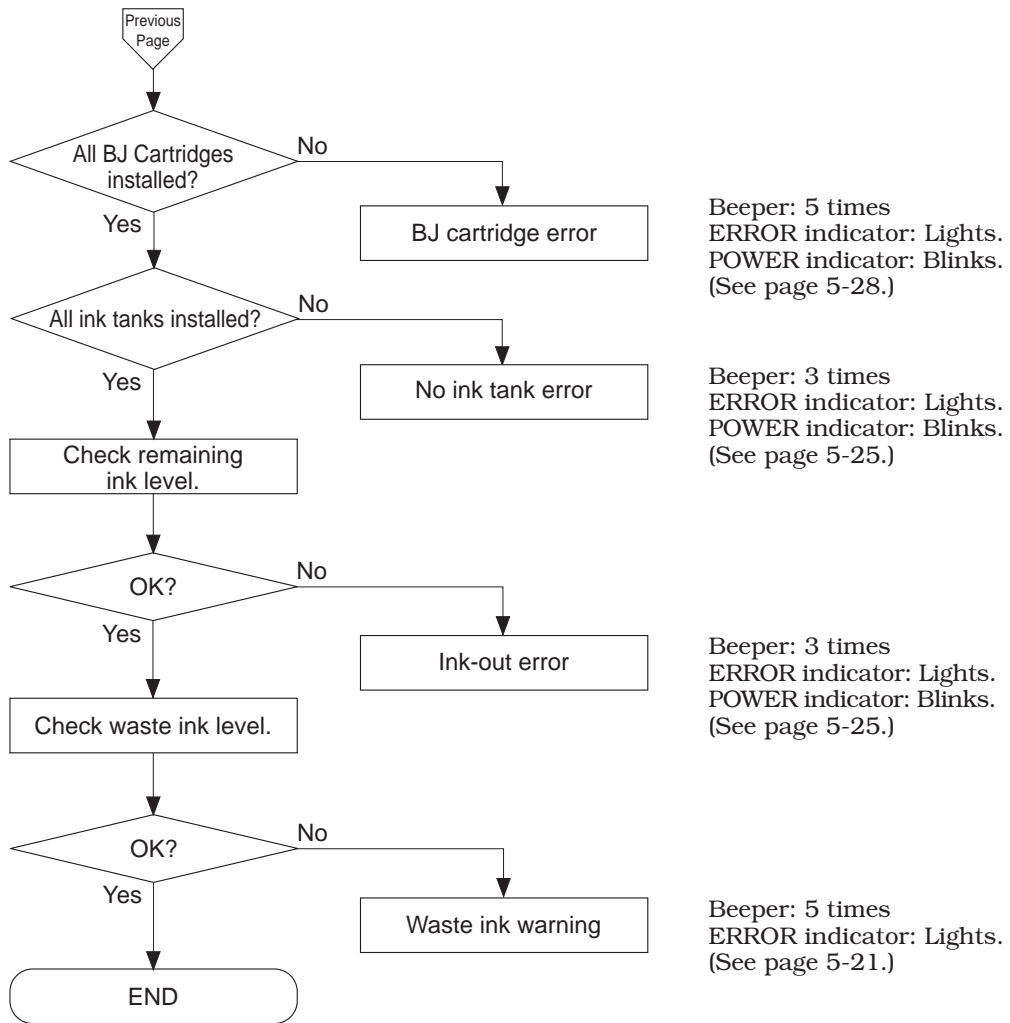 Previous
Page
All BJ Cartridges
installed?
No
Yes
BJ cartridge error
Beeper: 5 times
ERROR indicator: Lights.
POWER indicator: Blinks.
(See page 5-28.)
All ink tanks installed?
No
Yes
No ink tank error
Beeper: 3 times
ERROR indicator: Lights.
POWER indicator: Blinks.
(See page 5-25.)
Check remaining
ink level.
OK?
No
Yes
Ink-out error
Beeper: 3 times
ERROR indicator: Lights.
POWER indicator: Blinks.
(See page 5-25.)
Check waste ink level.
OK?
No
Yes
Waste ink warning
Beeper: 5 times
ERROR indicator: Lights.
(See page 5-21.)
END